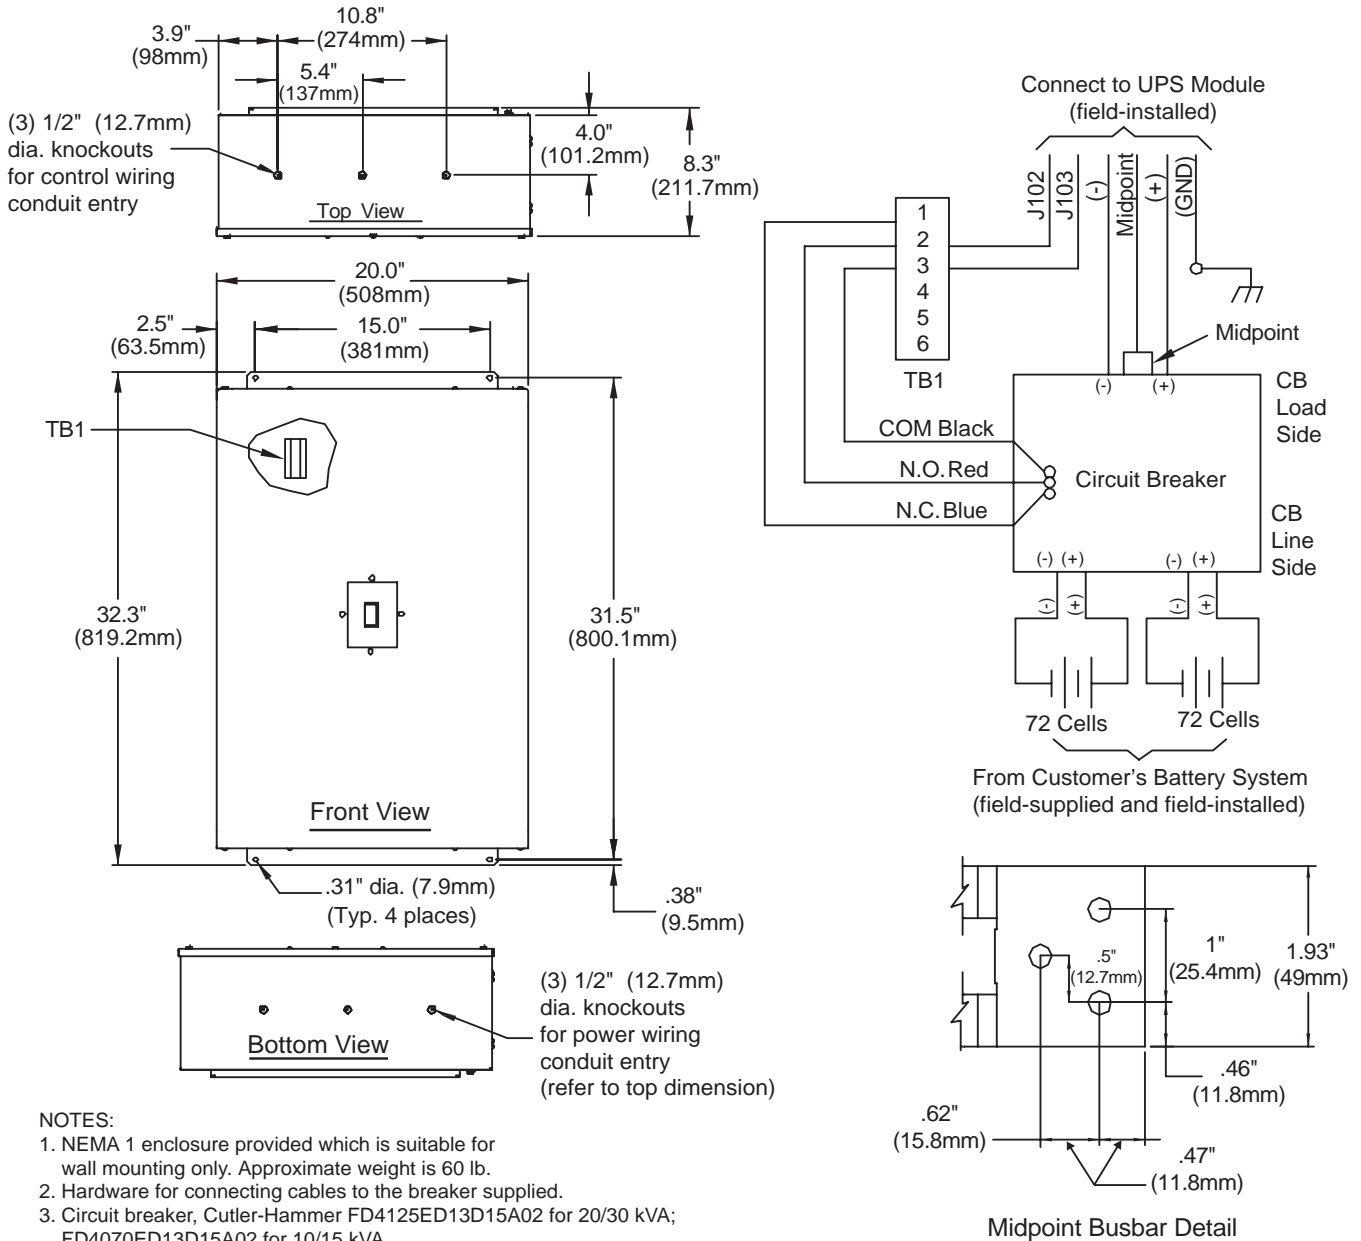 3.9"
(98mm)
10.8"
(274mm)
5.4"
(137mm)
(3) 1/2" (12.7mm)
dia. knockouts
for control wiring
conduit entry
4.0"
(101.2mm)
8.3"
(211.7mm)
Top View
20.0"
(508mm)
2.5"
(63.5mm)
15.0"
(381mm)
TB1
32.3"
(819.2mm)
31.5"
(800.1mm)
Front View
.31" dia. (7.9mm)
(Typ. 4 places)
.38"
(9.5mm)
Bottom View
(3) 1/2" (12.7mm)
dia. knockouts
for power wiring
conduit entry
(refer to top dimension)
NOTES:
1. NEMA 1 enclosure provided which is suitable for
wall mounting only. Approximate weight is 60 lb.
2. Hardware for connecting cables to the breaker supplied.
3. Circuit breaker, Cutler-Hammer FD4125ED13D15A02 for 20/30 kVA;
FD4070ED13D15A02 for 10/15 kVA
Connect to UPS Module
(field-installed)
J102
J103
(-)
Midpoint
(+)
(GND)
1
2
3
4
5
6
TB1
Midpoint
(-)
(+)
CB
Load
Side
COM Black
N.O. Red
N.C. Blue
Circuit Breaker
CB
Line
Side
(-) (+)
(-) (+)
(-)
(+)
(-)
(+)
72 Cells
72 Cells
From Customer's Battery System
(field-supplied and field-installed)
.5"
(12.7mm)
1"
(25.4mm)
1.93"
(49mm)
.46"
(11.8mm)
.62"
(15.8mm)
.47"
(11.8mm)
Midpoint Busbar Detail